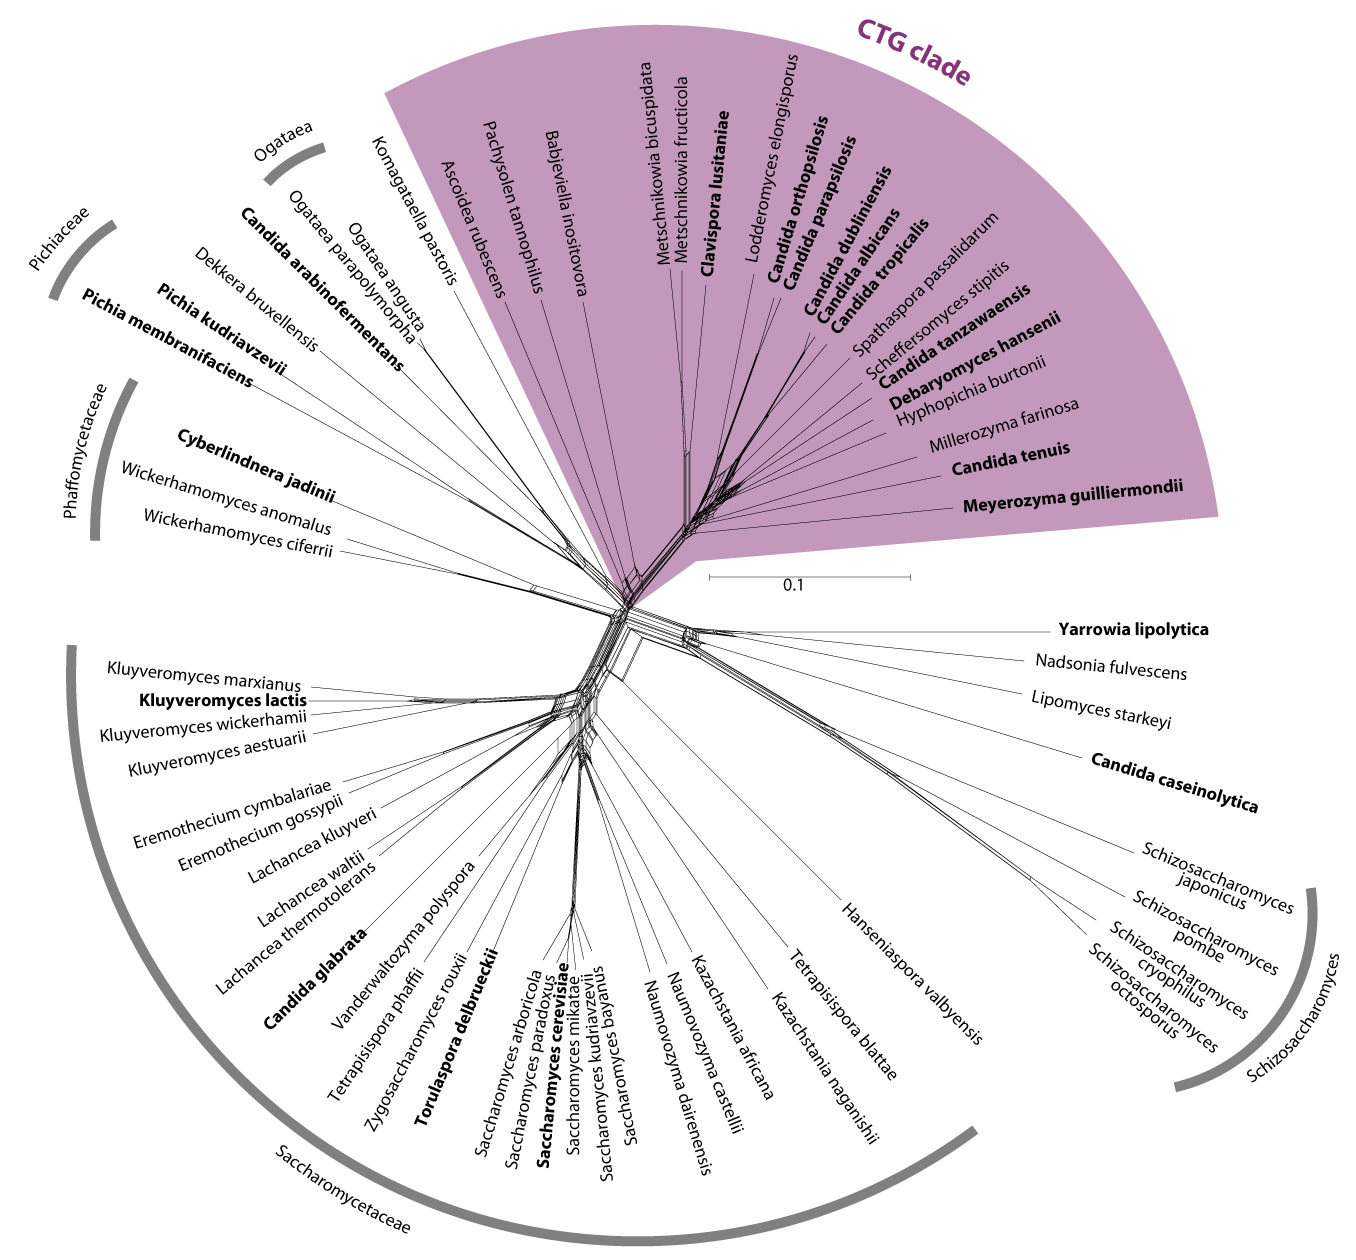 CTG clade
Ogataea
Pichiaceae
Phaffomycetaceae
Komagataella pastoris
Ascoidea rubescens
Pachysolen tannophilus
Babjeviella inositovora
Metschnikowia bicuspidata
Metschnikowia fructicola
Clavispora lusitaniae
Lodderomyces elongisporus
Candida orthopsilosis
Candida parapsilosis
Candida dubliniensis
Candida albicans
Candida tropicalis
Spathaspora passalidarum
Scheffersomyces stipitis
Candida tanzawaensis
Debaryomyces hansenii
Hyphopichia burtonii
Millerozyma farinosa
Candida tenuis
Meyerozyma guilliermondii
0.1
Yarrowia lipolytica
Nadsonia fulvescens
Lipomyces starkeyi
Candida caseinolytica
Schizosaccharomyces
japonicus
Schizosaccharomyces
pombe
Schizosaccharomyces
cryophilus
Schizosaccharomyces
octosporus
Schizosaccharomyces
Hanseniaspora valbyensis
Tetrapisispora blattae
Kazachstania naganishii
Kazachstania africana
Naumovozyma castellii
Naumovozyma dairenensis
Saccharomyces bayanus
Saccharomyces kudriavzevii
Saccharomyces mikatae
Saccharomyces cerevisiae
Saccharomyces paradoxus
Saccharomyces arboricola
Torulaspora delbrueckii
Zygosaccharomyces rouxii
Tetrapisispora phaffii
Vanderwaltozyma polyspora
Candida glabrata
Lachancea thermotolerans
Lachancea waltii
Lachancea kluyveri
Eremothecium gossypii
Eremothecium cymbalariae
Kluyveromyces aestuarii
Kluyveromyces wickerhamii
Kluyveromyces lactis
Kluyveromyces marxianus
Saccharomycetaceae
Wickerhamomyces ciferrii
Wickerhamomyces anomalus
Cyberlindnera jadinii
Pichia membranifaciens
Pichia kudriavzevii
Dekkera bruxellensis
Candida arabinofermentans
Ogataea parapolymorpha
Ogataea angusta